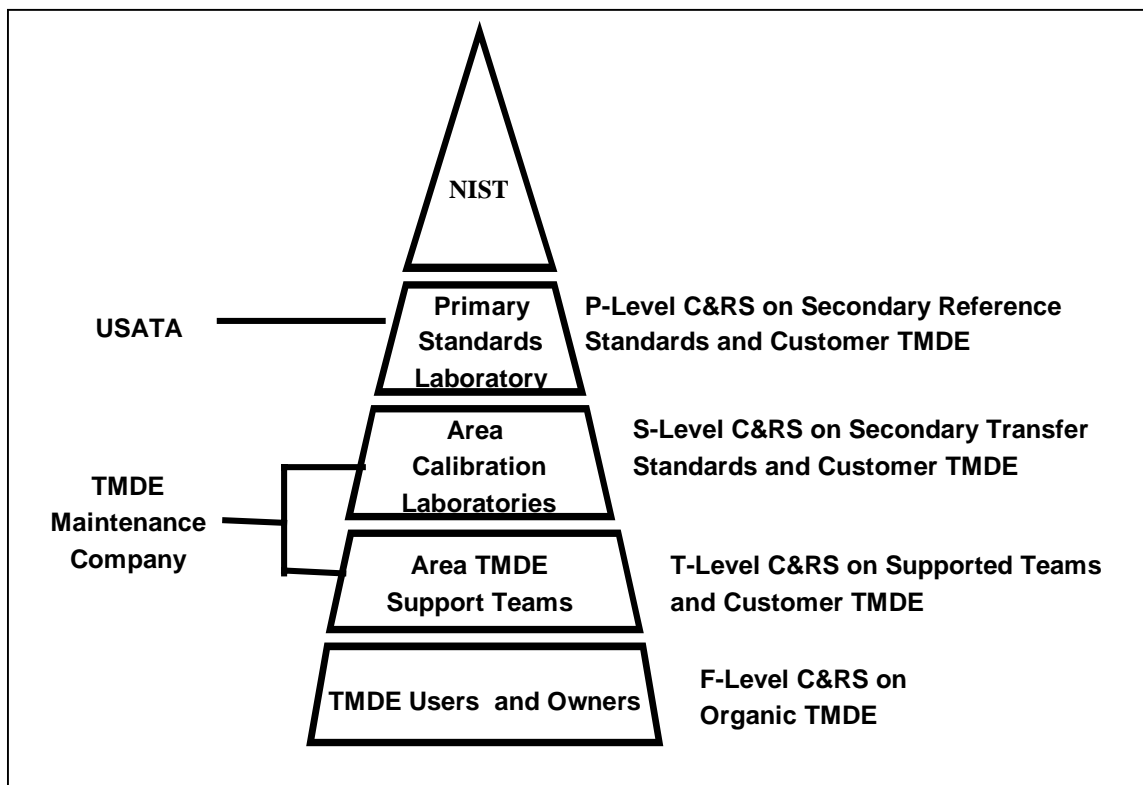 NIST
USATA
Primary
Standards
Laboratory
P-Level C&RS on Secondary Reference
Standards and Customer TMDE
TMDE
Maintenance
Company
Area
Calibration
Laboratories
S-Level C&RS on Secondary Transfer
Standards and Customer TMDE
Area TMDE
Support Teams
T-Level C&RS on Supported Teams
and Customer TMDE
TMDE Users and Owners
F-Level C&RS on
Organic TMDE